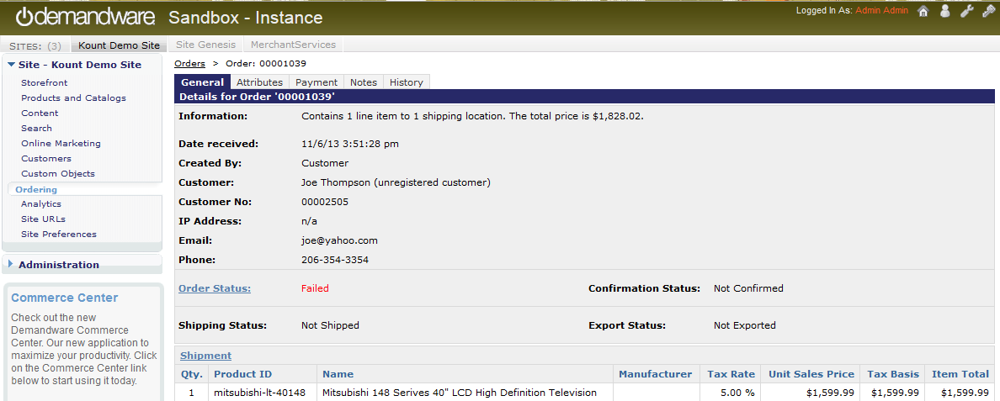 demandware Sandbox - Instance
Logged In As: Admin Admin
SITES: (3) Kount Demo Site Site Genesis MerchantServices
Site - Kount Demo Site
Storefront
Products and Catalogs
Content
Search
Online Marketing
Customers
Custom Objects
Ordering
Analytics
Site URLs
Site Preferences
Administration
Commerce Center
Check out the new
Demandware Commerce
Center. Our new application to
maximize your productivity. Click
on the Commerce Center link
below to start using it today.
Orders > Order: 00001039
General Attributes Payment Notes History
Details for Order '00001039'
Information: Contains 1 line item to 1 shipping location. The total price is $1,828.02.
Date received: 11/6/13 3:51:28 pm
Created By: Customer
Customer: Joe Thompson (unregistered customer)
Customer No: 00002505
IP Address: n/a
Email: joe@yahoo.com
Phone: 206-354-3354
Order Status: Failed Confirmation Status: Not Confirmed
Shipping Status: Not Shipped Export Status: Not Exported
Shipment
Qty. Product ID Name Manufacturer Tax Rate Unit Sales Price Tax Basis Item Total
1 mitsubishi-lt-40148 Mitsubishi 148 Serives 40" LCD High Definition Television 5.00 % $1,599.99 $1,599.99 $1,599.99